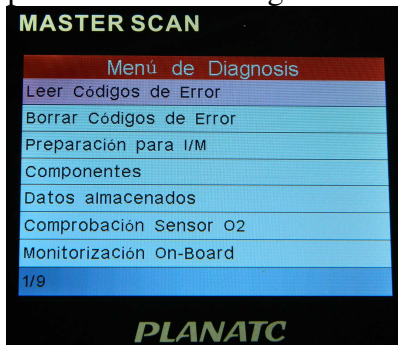 MASTER SCAN
Menú de Diagnosis
Leer Códigos de Error
Borrar Códigos de Error
Preparación para I/M
Componentes
Datos almacenados
Comprobación Sensor O2
Monitorización On-Board
1/9
PLANATC